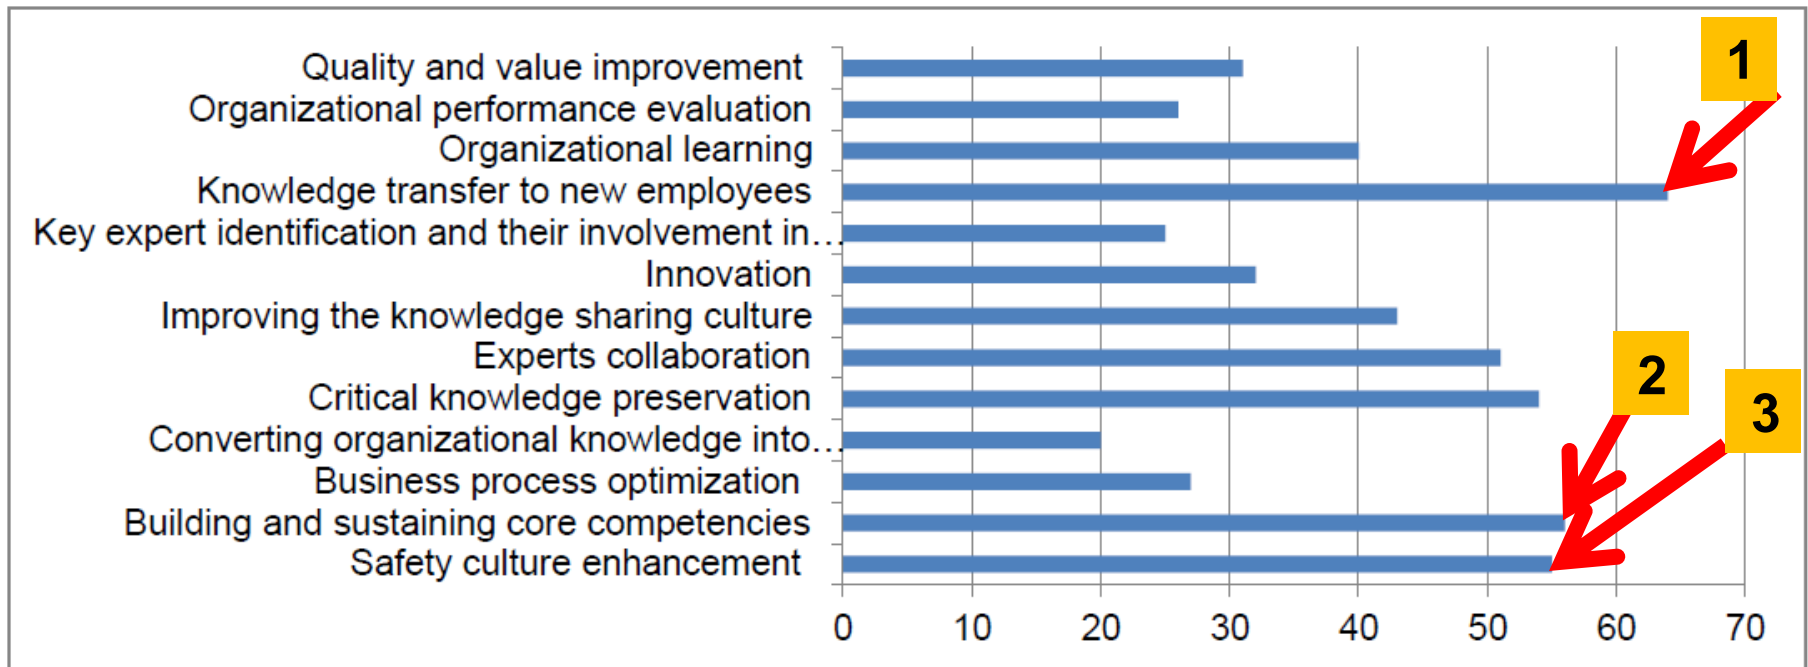 Quality and value improvement
1
Organizational performance evaluation
Organizational learning
Knowledge transfer to new employees
Key expert identification and their involvement in…
Innovation
Improving the knowledge sharing culture
Experts collaboration
2
Critical knowledge preservation
3
Converting organizational knowledge into…
Business process optimization
Building and sustaining core competencies
Safety culture enhancement
0 10 20 30 40 50 60 70